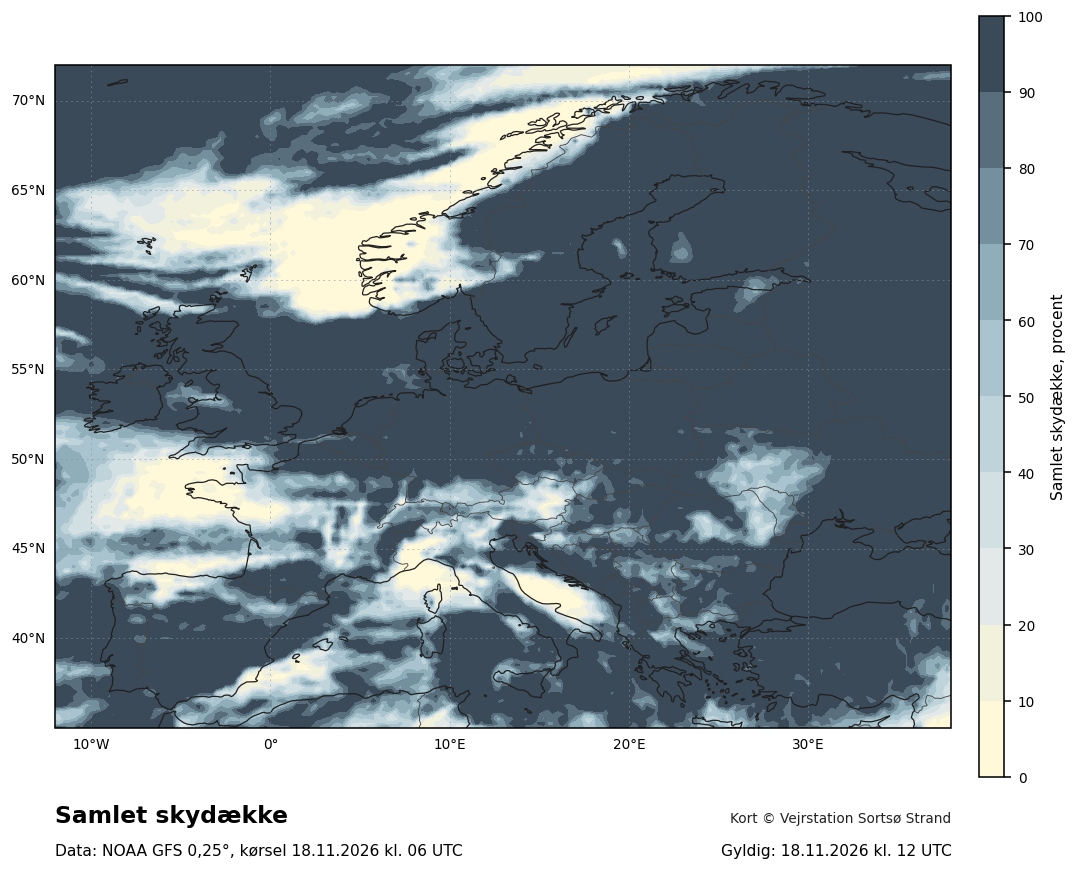 100
90
80
70
60
50
40
30
20
10
0
Samlet skydække, procent
70°N
65°N
60°N
55°N
50°N
45°N
40°N
10°W
0°
10°E
20°E
30°E
Samlet skydække
Kort © Vejrstation Sortsø Strand
Data: NOAA GFS 0,25°, kørsel 18.11.2026 kl. 06 UTC
Gyldig: 18.11.2026 kl. 12 UTC